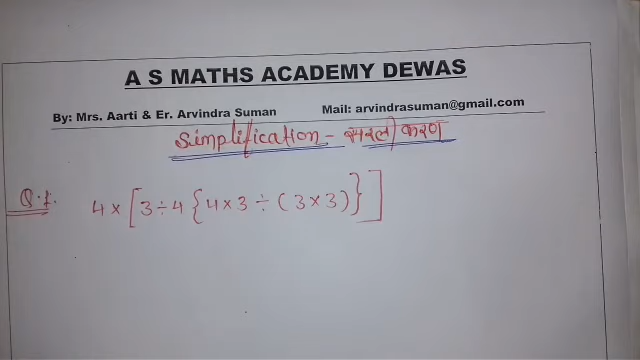 A S MATHS ACADEMY DEWAS
By: Mrs. Aarti & Er. Arvindra Suman Mail: arvindrasuman@gmail.com
Simplification - सरलीकरण
Q.1. 4 × [3 ÷ 4 {4 × 3 ÷ (3 × 3)}]